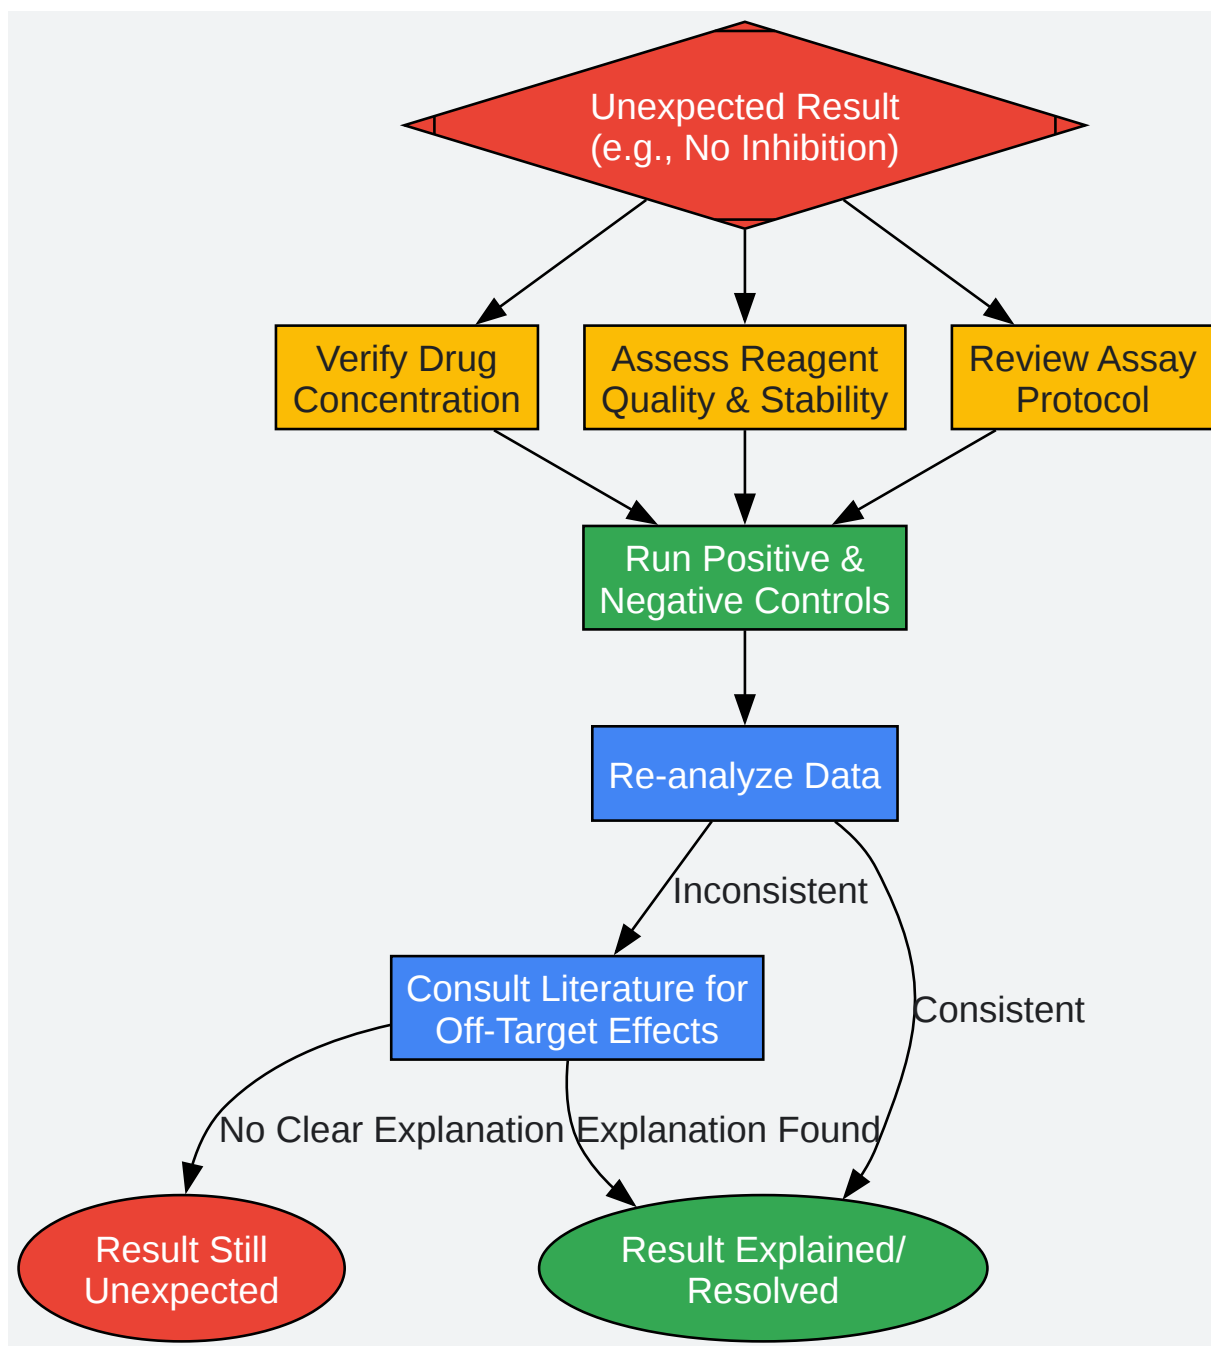 Unexpected Result
(e.g., No Inhibition)
Verify Drug
Concentration
Assess Reagent
Quality & Stability
Review Assay
Protocol
Run Positive &
Negative Controls
Re-analyze Data
Inconsistent
Consult Literature for
Off-Target Effects
Consistent
No Clear Explanation
Explanation Found
Result Still
Unexpected
Result Explained/
Resolved